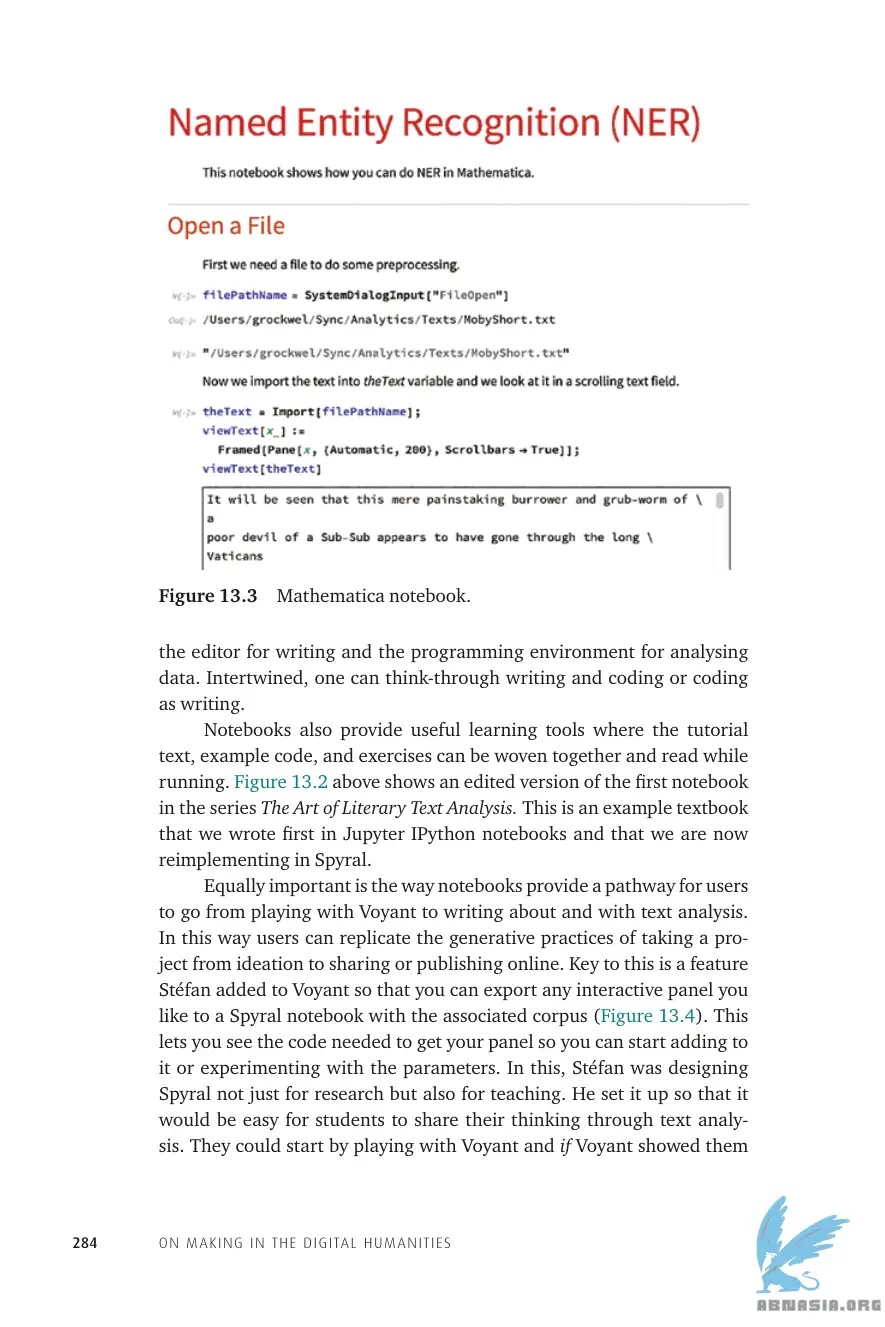 Named Entity Recognition (NER)
This notebook shows how you can do NER in Mathematica.
Open a File
First we need a file to do some preprocessing.
In[-]:= filePathName = SystemDialogInput["FileOpen"]
Out[-]= /Users/grockwel/Sync/Analytics/Texts/MobyShort.txt
In[-]:= "/Users/grockwel/Sync/Analytics/Texts/MobyShort.txt"
Now we import the text into theText variable and we look at it in a scrolling text field.
In[-]:= theText = Import[filePathName];
viewText[x_] :=
Framed[Pane[x, {Automatic, 200}, Scrollbars → True]];
viewText[theText]
It will be seen that this mere painstaking burrower and grub-worm of \
a
poor devil of a Sub-Sub appears to have gone through the long \
Vaticans
Figure 13.3 Mathematica notebook.
the editor for writing and the programming environment for analysing
data. Intertwined, one can think-through writing and coding or coding
as writing.
Notebooks also provide useful learning tools where the tutorial
text, example code, and exercises can be woven together and read while
running. Figure 13.2 above shows an edited version of the first notebook
in the series The Art of Literary Text Analysis. This is an example textbook
that we wrote first in Jupyter IPython notebooks and that we are now
reimplementing in Spyral.
Equally important is the way notebooks provide a pathway for users
to go from playing with Voyant to writing about and with text analysis.
In this way users can replicate the generative practices of taking a pro-
ject from ideation to sharing or publishing online. Key to this is a feature
Stéfan added to Voyant so that you can export any interactive panel you
like to a Spyral notebook with the associated corpus (Figure 13.4). This
lets you see the code needed to get your panel so you can start adding to
it or experimenting with the parameters. In this, Stéfan was designing
Spyral not just for research but also for teaching. He set it up so that it
would be easy for students to share their thinking through text analy-
sis. They could start by playing with Voyant and if Voyant showed them
284 ON MAKING IN THE DIGITAL HUMANITIES
ABNASIA.ORG